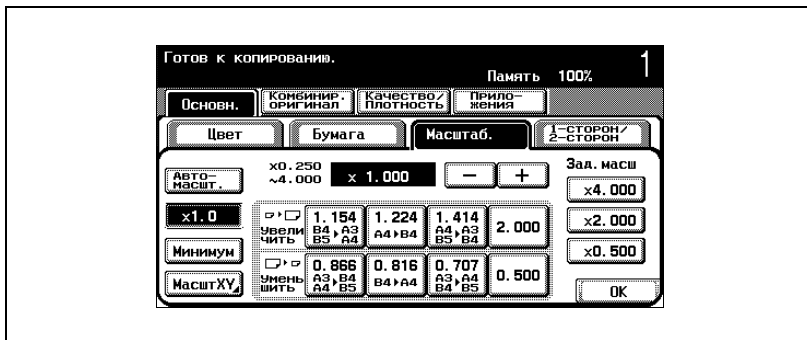 Готов к копированию.
Память 100% 1
Основн. Комбинир. оригинал Качество/ Плотность Прило- жения
Цвет Бумага Масштаб. 1-сторон/ 2-сторон
Авто- масшт.
x0.250 ~4.000
x 1.000
− +
Зад. масш
x4.000
x2.000
x0.500
x1.0
Минимум
МасштXY
Увели чить
1.154 B4▸A3 B5▸A4
1.224 A4▸B4
1.414 A4▸A3 B5▸B4
2.000
Умень шить
0.866 A3▸B4 A4▸B5
0.816 B4▸A4
0.707 A3▸A4 B4▸B5
0.500
OK